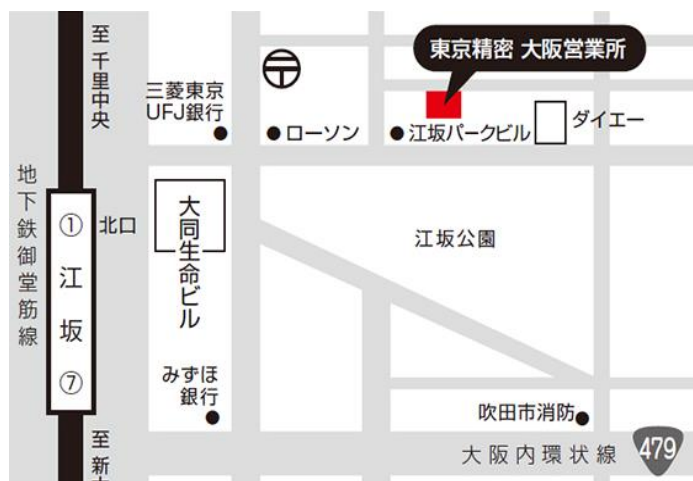 至千里中央
三菱東京
UFJ銀行
ローソン
東京精密 大阪営業所
江坂パークビル
ダイエー
地下鉄御堂筋線
①江坂⑦
北口
大同生命ビル
江坂公園
みずほ
銀行
吹田市消防
大阪内環状線
479
至新